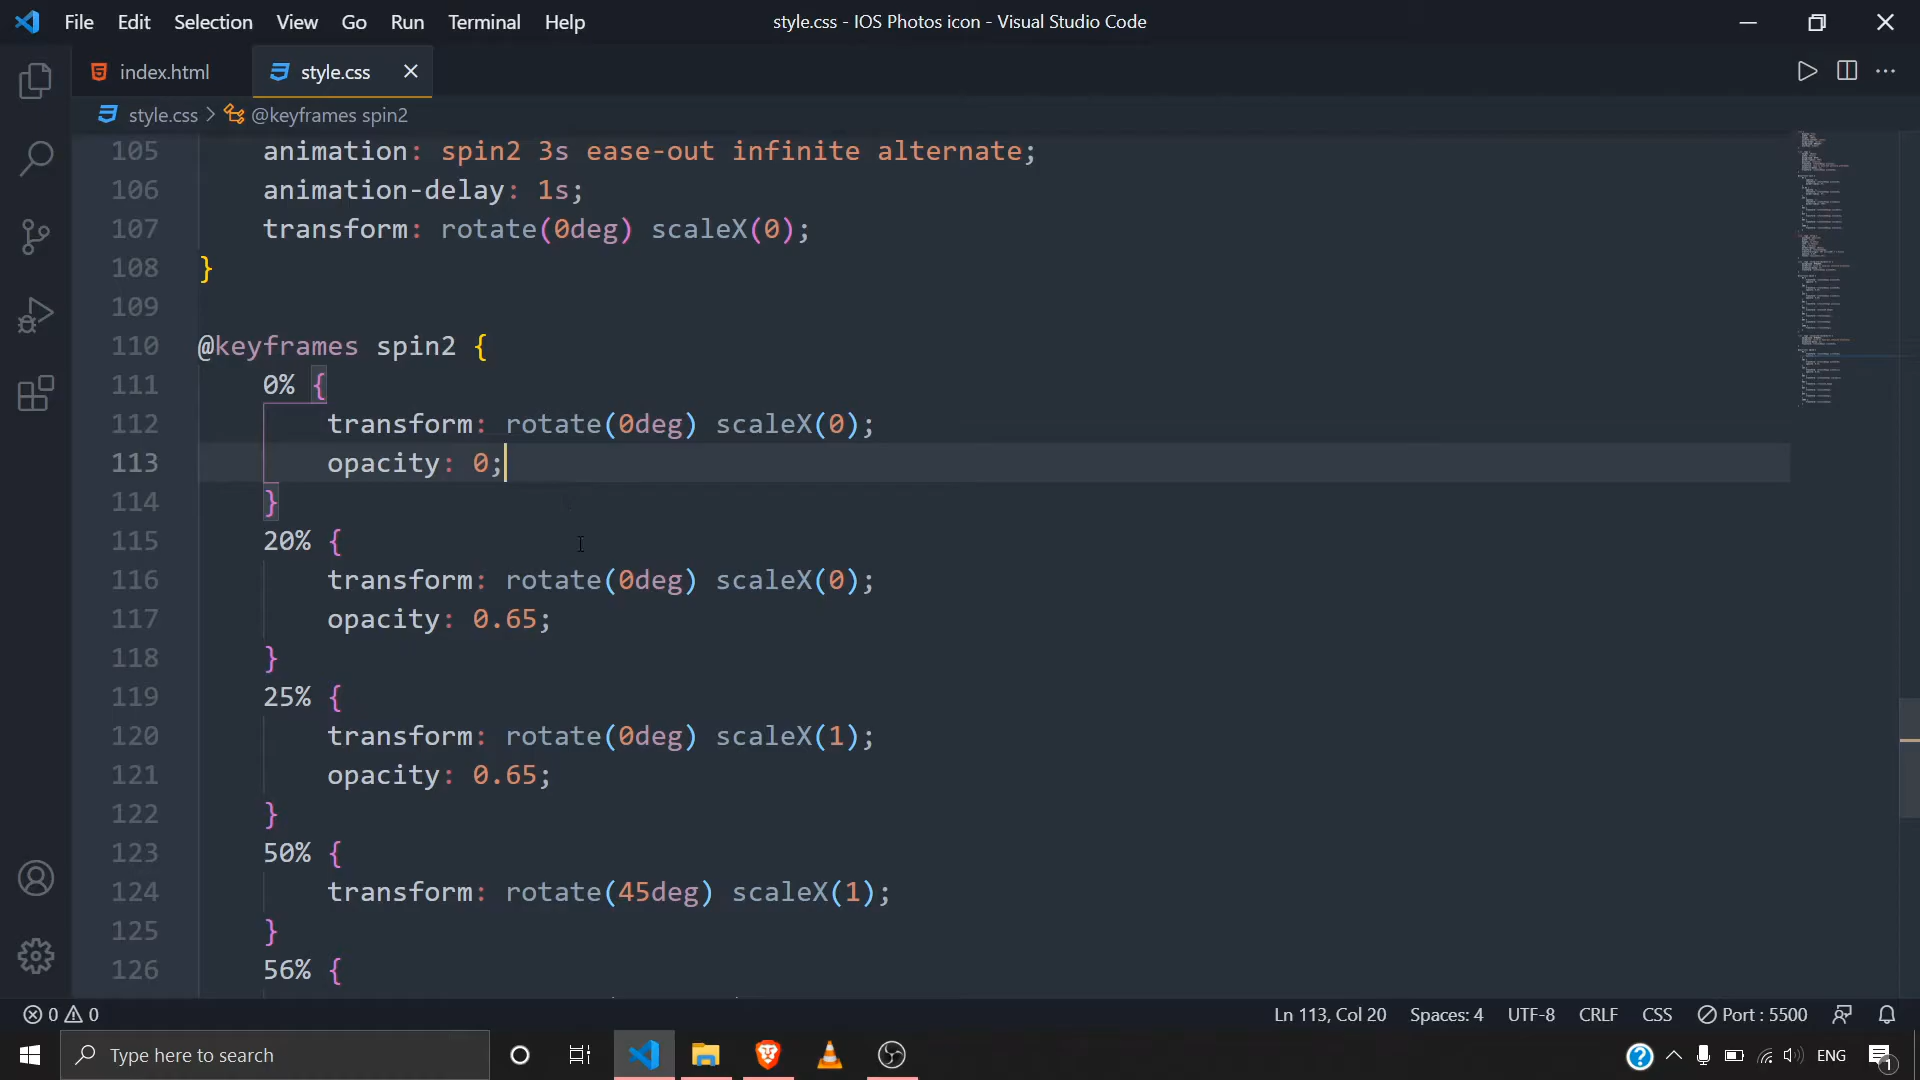 File Edit Selection View Go Run Terminal Help style.css - IOS Photos icon - Visual Studio Code
index.html style.css
style.css > @keyframes spin2
105 animation: spin2 3s ease-out infinite alternate;
106 animation-delay: 1s;
107 transform: rotate(0deg) scaleX(0);
108 }
109
110 @keyframes spin2 {
111 0% {
112 transform: rotate(0deg) scaleX(0);
113 opacity: 0;
114 }
115 20% {
116 transform: rotate(0deg) scaleX(0);
117 opacity: 0.65;
118 }
119 25% {
120 transform: rotate(0deg) scaleX(1);
121 opacity: 0.65;
122 }
123 50% {
124 transform: rotate(45deg) scaleX(1);
125 }
126 56% {
0 0 Ln 113, Col 20 Spaces: 4 UTF-8 CRLF CSS Port : 5500
Type here to search ENG 1